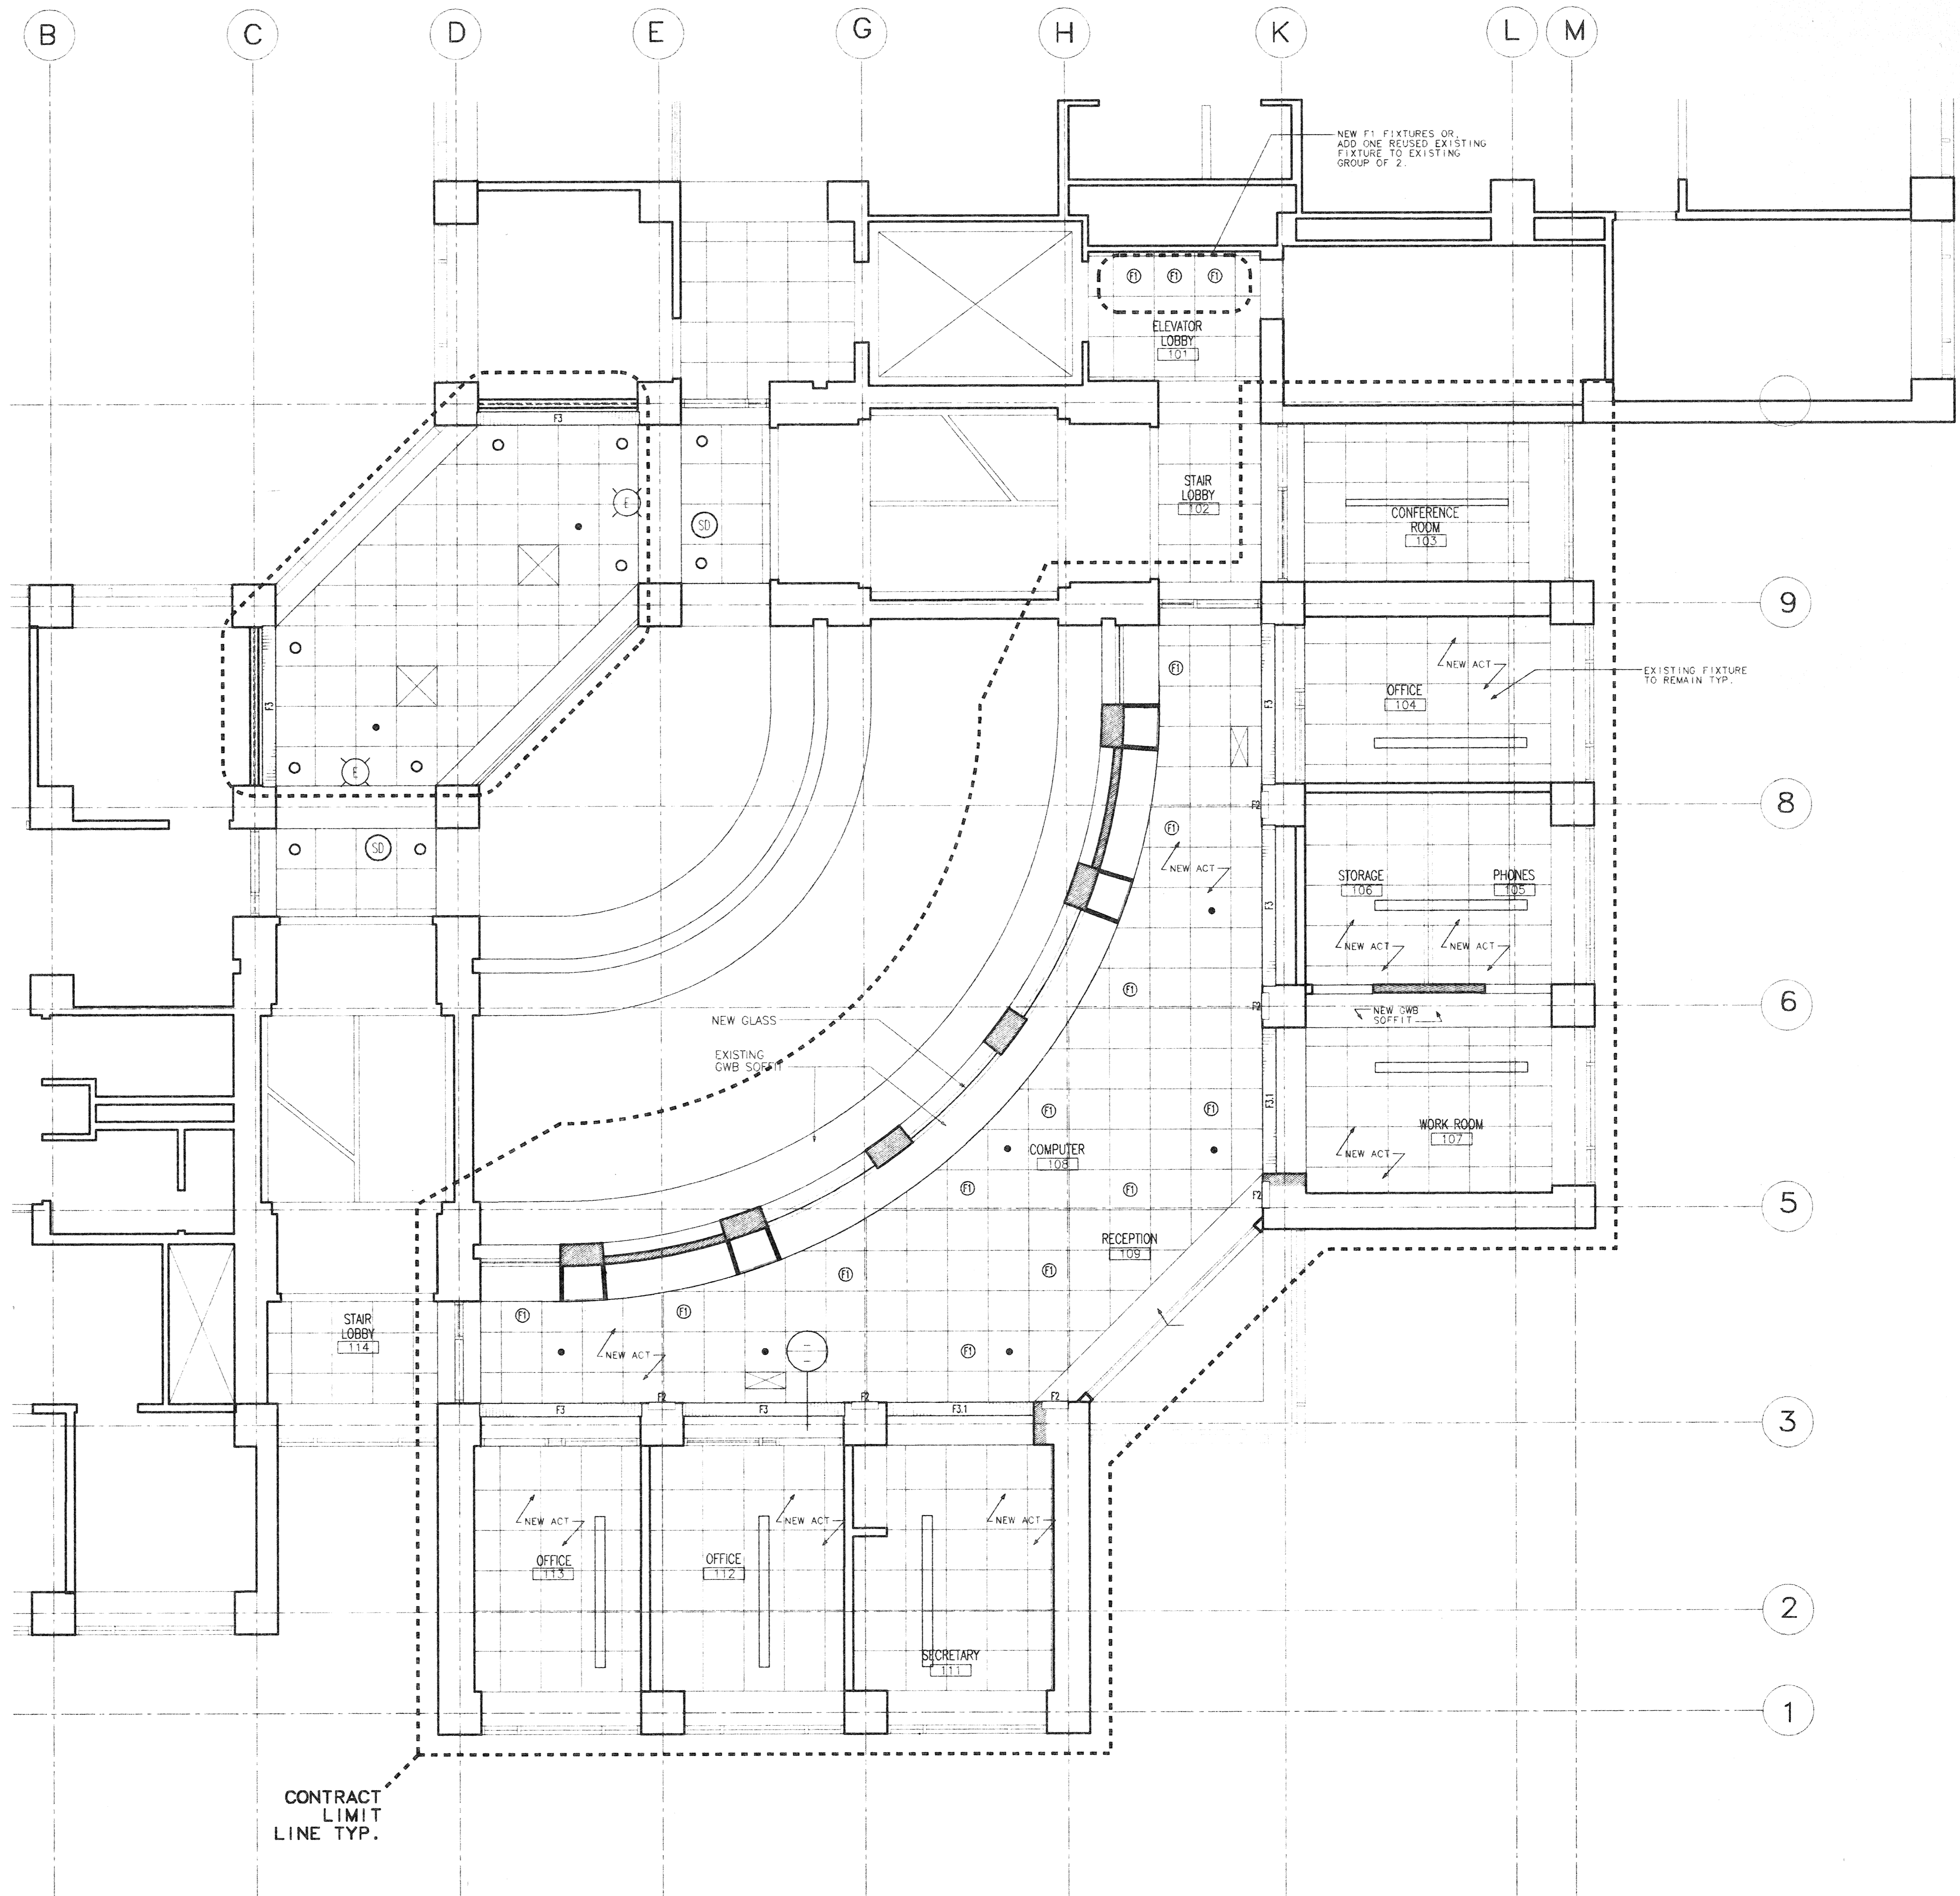 B
C
D
E
G
H
K
L
M
NEW F1 FIXTURES OR,
ADD ONE REUSED EXISTING
FIXTURE TO EXISTING
GROUP OF 2.
F1
F1
F1
ELEVATOR
LOBBY
101
F3
E
SD
STAIR
LOBBY
102
CONFERENCE
ROOM
103
9
F1
NEW ACT
OFFICE
104
EXISTING FIXTURE
TO REMAIN TYP.
F3
F3
E
F2
8
F1
SD
NEW ACT
STORAGE
106
PHONES
105
F3
NEW ACT
NEW ACT
F1
F2
6
NEW GWB
SOFFIT
NEW GLASS
EXISTING
GWB SOFFIT
F3.1
F1
F1
COMPUTER
108
WORK ROOM
107
NEW ACT
F1
F1
F2
5
RECEPTION
109
F1
F1
F1
F1
STAIR
LOBBY
114
NEW ACT
F1
F2
F2
F2
F3
F3
F3.1
3
NEW ACT
NEW ACT
NEW ACT
OFFICE
113
OFFICE
112
2
SECRETARY
111
1
CONTRACT
LIMIT
LINE TYP.